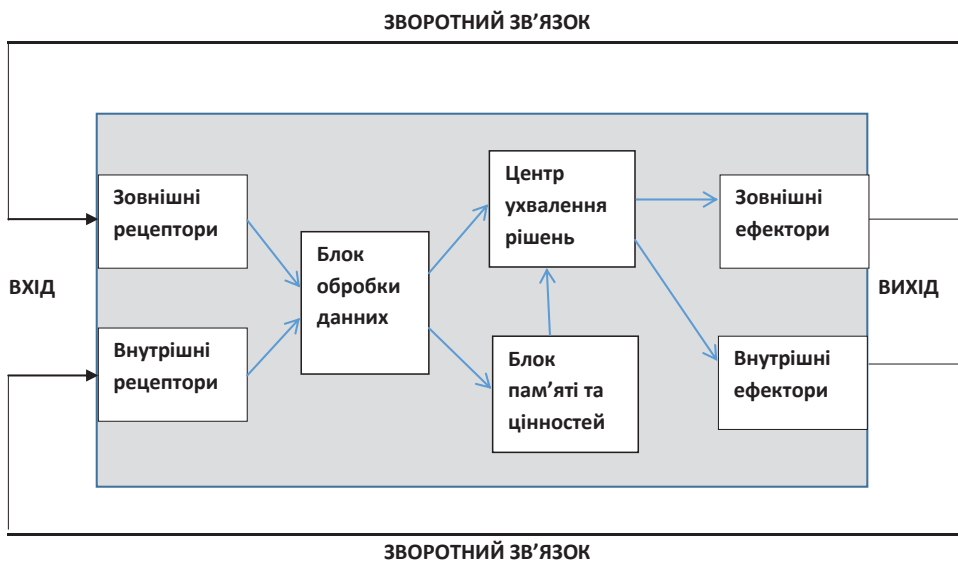 ЗВОРОТНИЙ ЗВ'ЯЗОК
Зовнішні
рецептори
ВХІД
Внутрішні
рецептори
Блок
обробки
данних
Центр
ухвалення
рішень
Блок
пам’яті та
цінностей
Зовнішні
ефектори
ВИХІД
Внутрішні
ефектори
ЗВОРОТНИЙ ЗВ'ЯЗОК